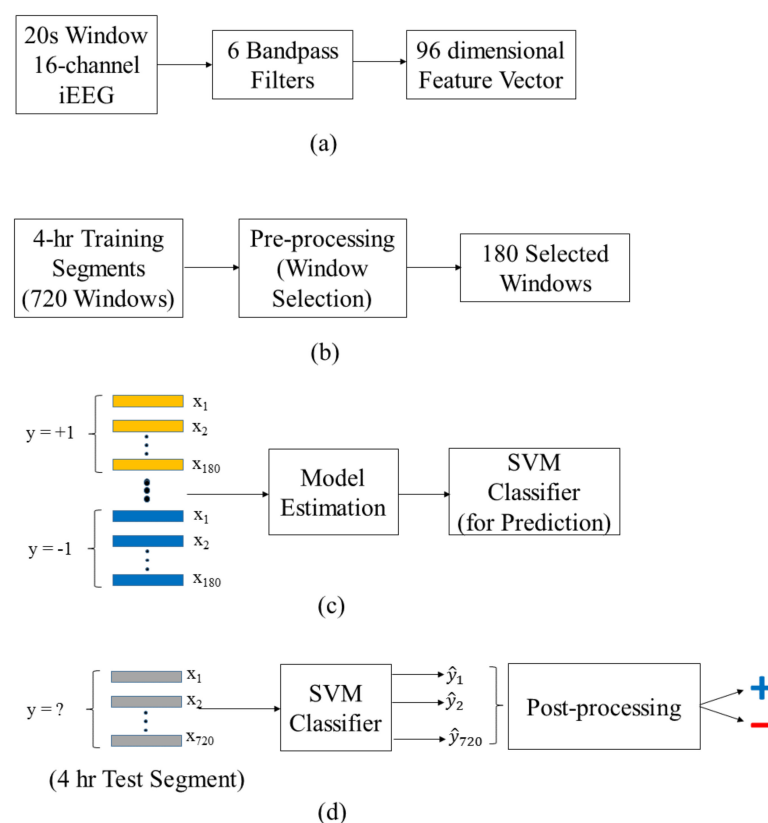 20s Window
16-channel
iEEG
6 Bandpass
Filters
96 dimensional
Feature Vector
(a)
4-hr Training
Segments
(720 Windows)
Pre-processing
(Window
Selection)
180 Selected
Windows
(b)
y = +1
x₁
x₂
x₁₈₀
y = -1
x₁
x₂
x₁₈₀
Model
Estimation
SVM
Classifier
(for Prediction)
(c)
y = ?
x₁
x₂
x₇₂₀
(4 hr Test Segment)
SVM
Classifier
ŷ₁
ŷ₂
ŷ₇₂₀
Post-processing
+
−
(d)